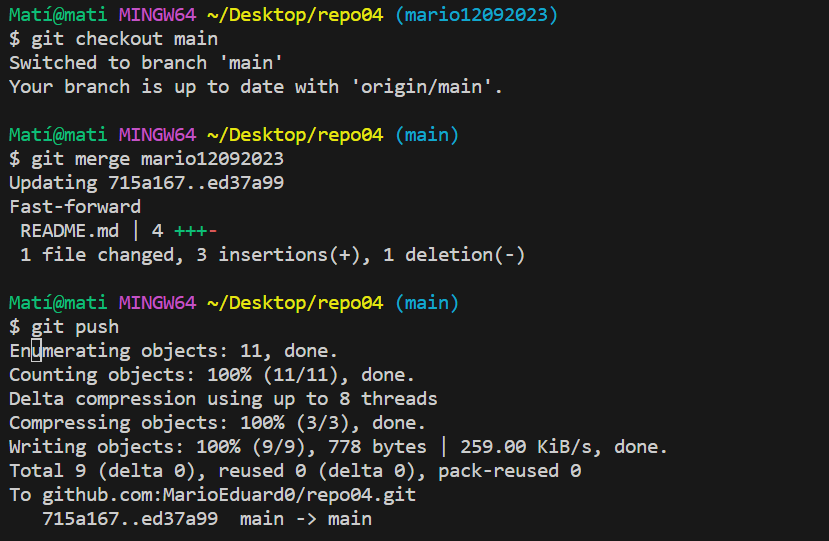 Matí@mati MINGW64 ~/Desktop/repo04 (mario12092023)
$ git checkout main
Switched to branch 'main'
Your branch is up to date with 'origin/main'.
Matí@mati MINGW64 ~/Desktop/repo04 (main)
$ git merge mario12092023
Updating 715a167..ed37a99
Fast-forward
 README.md | 4 +++-
 1 file changed, 3 insertions(+), 1 deletion(-)
Matí@mati MINGW64 ~/Desktop/repo04 (main)
$ git push
Enumerating objects: 11, done.
Counting objects: 100% (11/11), done.
Delta compression using up to 8 threads
Compressing objects: 100% (3/3), done.
Writing objects: 100% (9/9), 778 bytes | 259.00 KiB/s, done.
Total 9 (delta 0), reused 0 (delta 0), pack-reused 0
To github.com:MarioEduard0/repo04.git
   715a167..ed37a99  main -> main